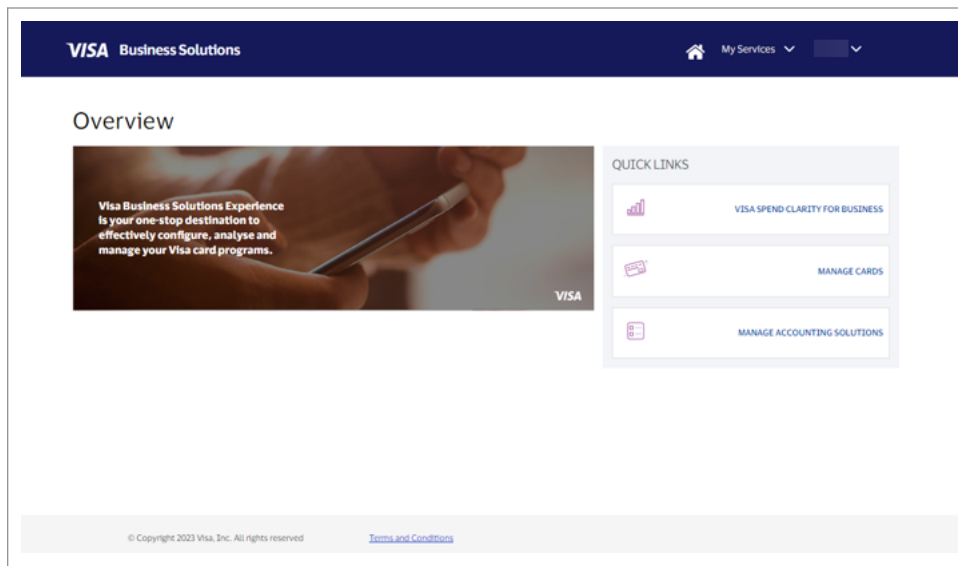 VISA Business Solutions
My Services
Overview
Visa Business Solutions Experience
is your one-stop destination to
effectively configure, analyse and
manage your Visa card programs.
VISA
QUICK LINKS
VISA SPEND CLARITY FOR BUSINESS
MANAGE CARDS
MANAGE ACCOUNTING SOLUTIONS
© Copyright 2023 Visa, Inc. All rights reserved
Terms and Conditions